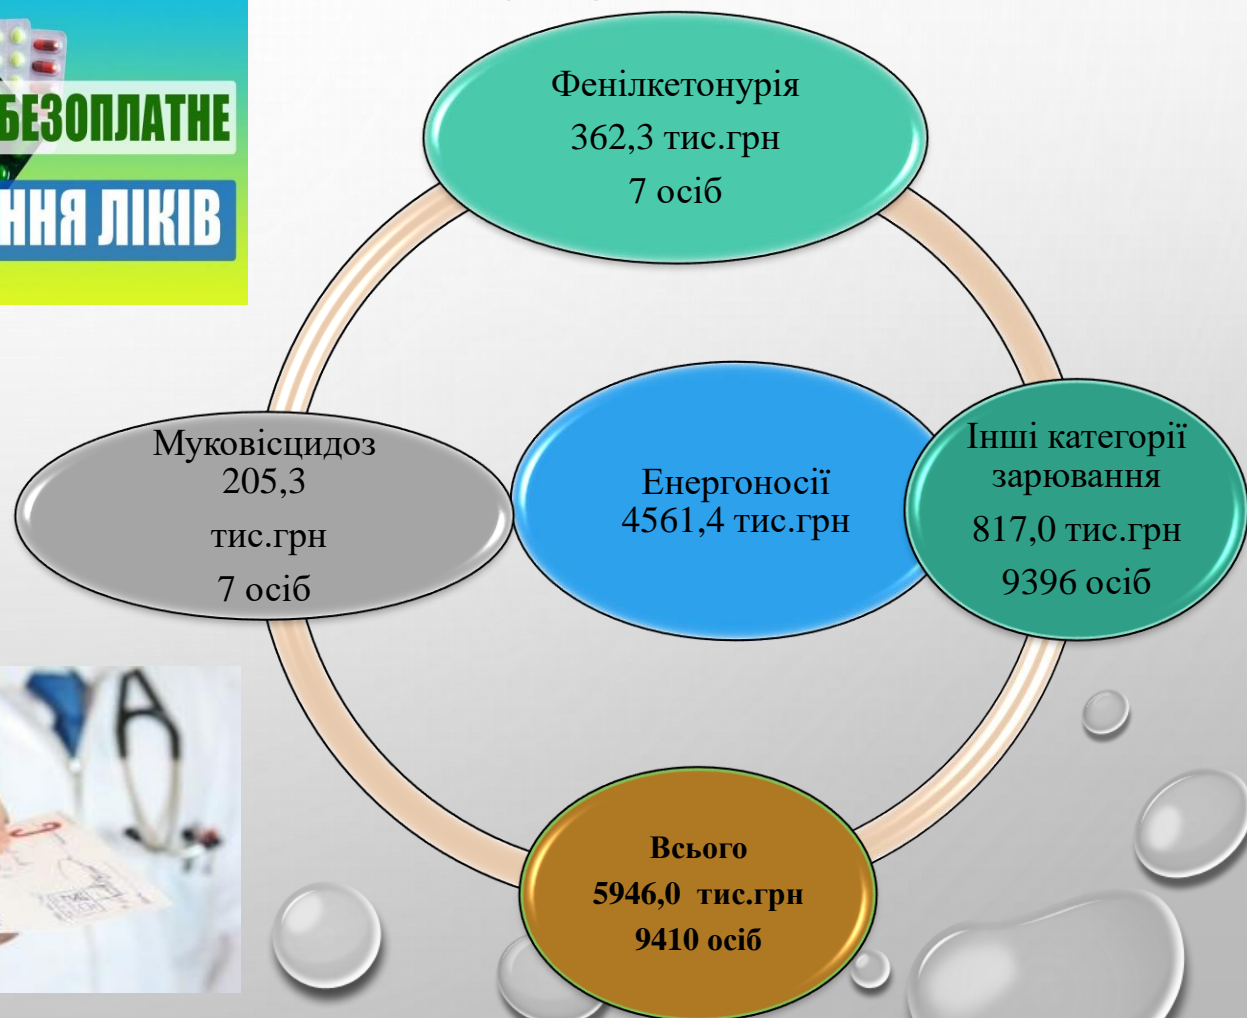 БЕЗОПЛАТНЕ
ННЯ ЛІКІВ
Фенілкетонурія
362,3 тис.грн
7 осіб
Муковісцидоз
205,3
тис.грн
7 осіб
Енергоносії
4561,4 тис.грн
Інші категорії
зарювання
817,0 тис.грн
9396 осіб
Всього
5946,0 тис.грн
9410 осіб